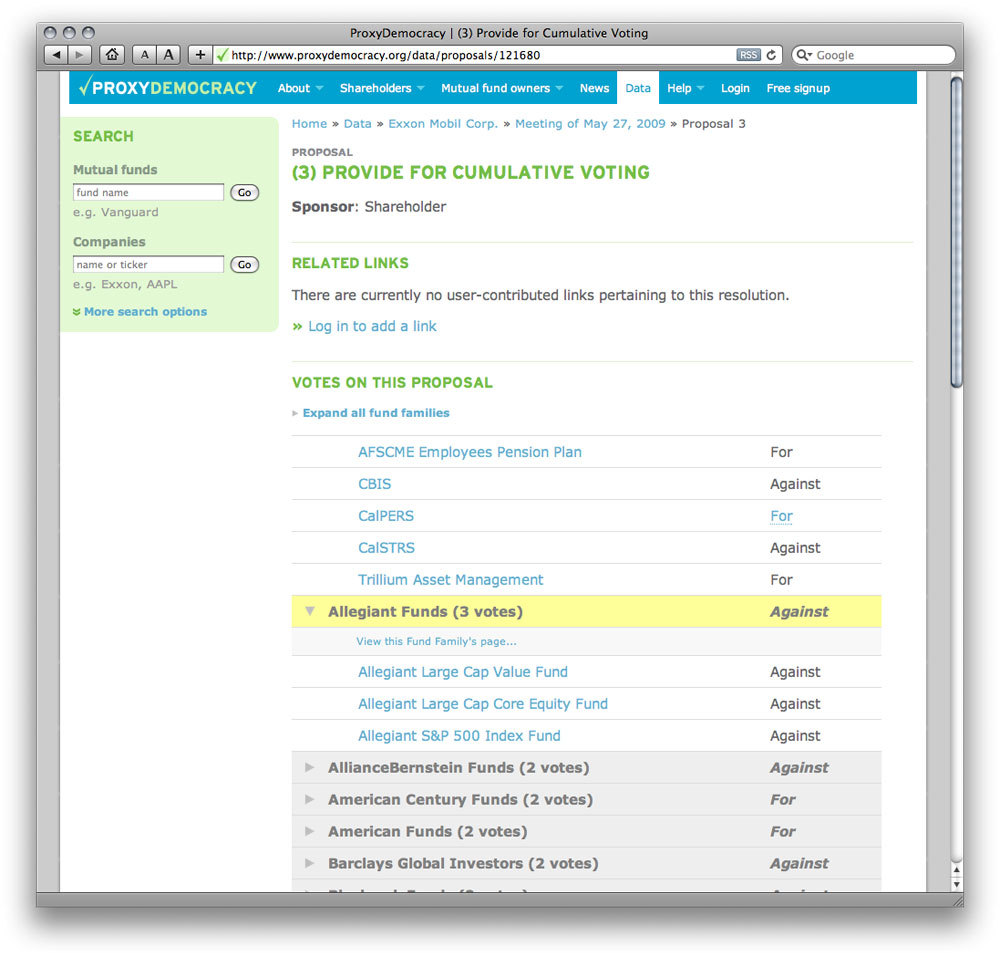 ProxyDemocracy | (3) Provide for Cumulative Voting
A A + http://www.proxydemocracy.org/data/proposals/121680 RSS Google
PROXYDEMOCRACY About Shareholders Mutual fund owners News Data Help Login Free signup
SEARCH
Mutual funds
fund name Go
e.g. Vanguard
Companies
name or ticker Go
e.g. Exxon, AAPL
More search options
Home » Data » Exxon Mobil Corp. » Meeting of May 27, 2009 » Proposal 3
PROPOSAL
(3) PROVIDE FOR CUMULATIVE VOTING
Sponsor: Shareholder
RELATED LINKS
There are currently no user-contributed links pertaining to this resolution.
» Log in to add a link
VOTES ON THIS PROPOSAL
Expand all fund families
AFSCME Employees Pension Plan For
CBIS Against
CalPERS For
CalSTRS Against
Trillium Asset Management For
Allegiant Funds (3 votes) Against
View this Fund Family's page...
Allegiant Large Cap Value Fund Against
Allegiant Large Cap Core Equity Fund Against
Allegiant S&P 500 Index Fund Against
AllianceBernstein Funds (2 votes) Against
American Century Funds (2 votes) For
American Funds (2 votes) For
Barclays Global Investors (2 votes) Against